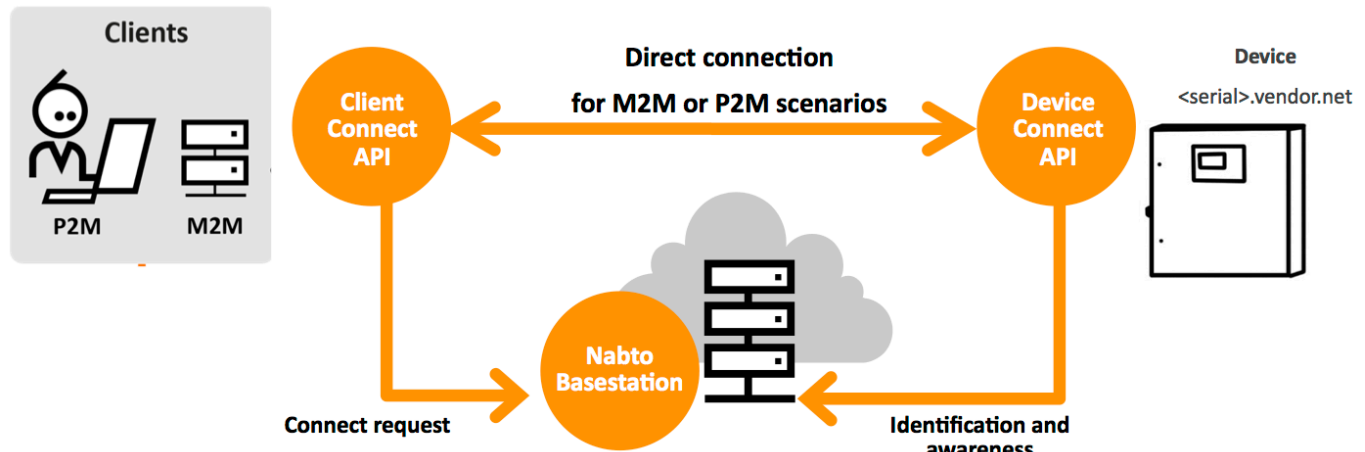 Clients
P2M
M2M
Client
Connect
API
Direct connection
for M2M or P2M scenarios
Device
Connect
API
Device
<serial>.vendor.net
Nabto
Basestation
Connect request
Identification and
awareness